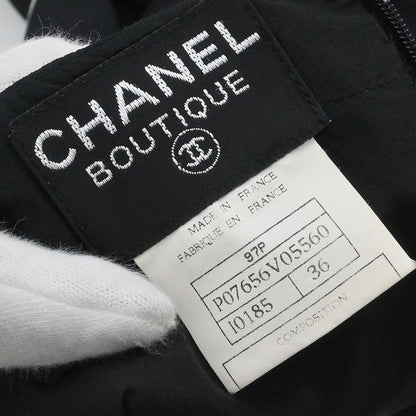 CHANEL
BOUTIQUE
MADE IN FRANCE
FABRIQUE EN FRANCE
97P
P07656V05560
I0185 36
COMPOSITION